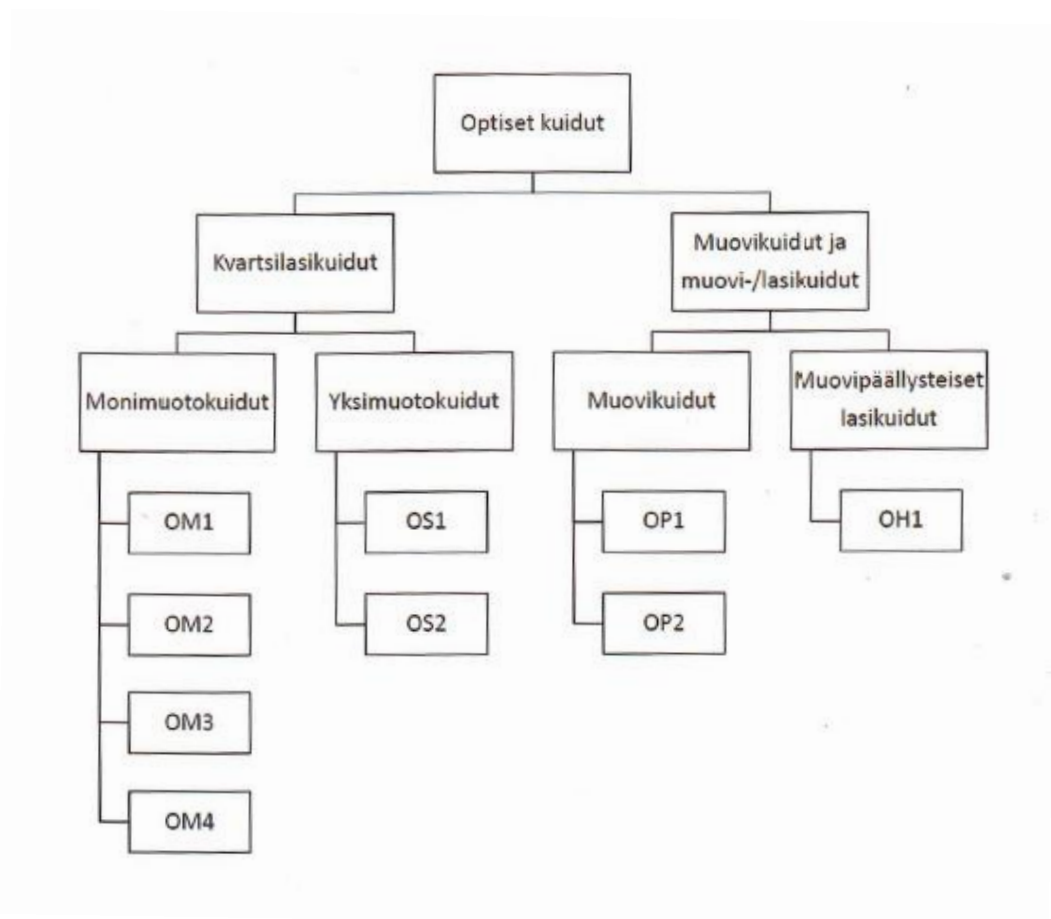 Optiset kuidut
Kvartsilasikuidut
Muovikuidut ja
muovi-/lasikuidut
Monimuotokuidut
Yksimuotokuidut
Muovikuidut
Muovipäällysteiset
lasikuidut
OM1
OS1
OP1
OH1
OM2
OS2
OP2
OM3
OM4